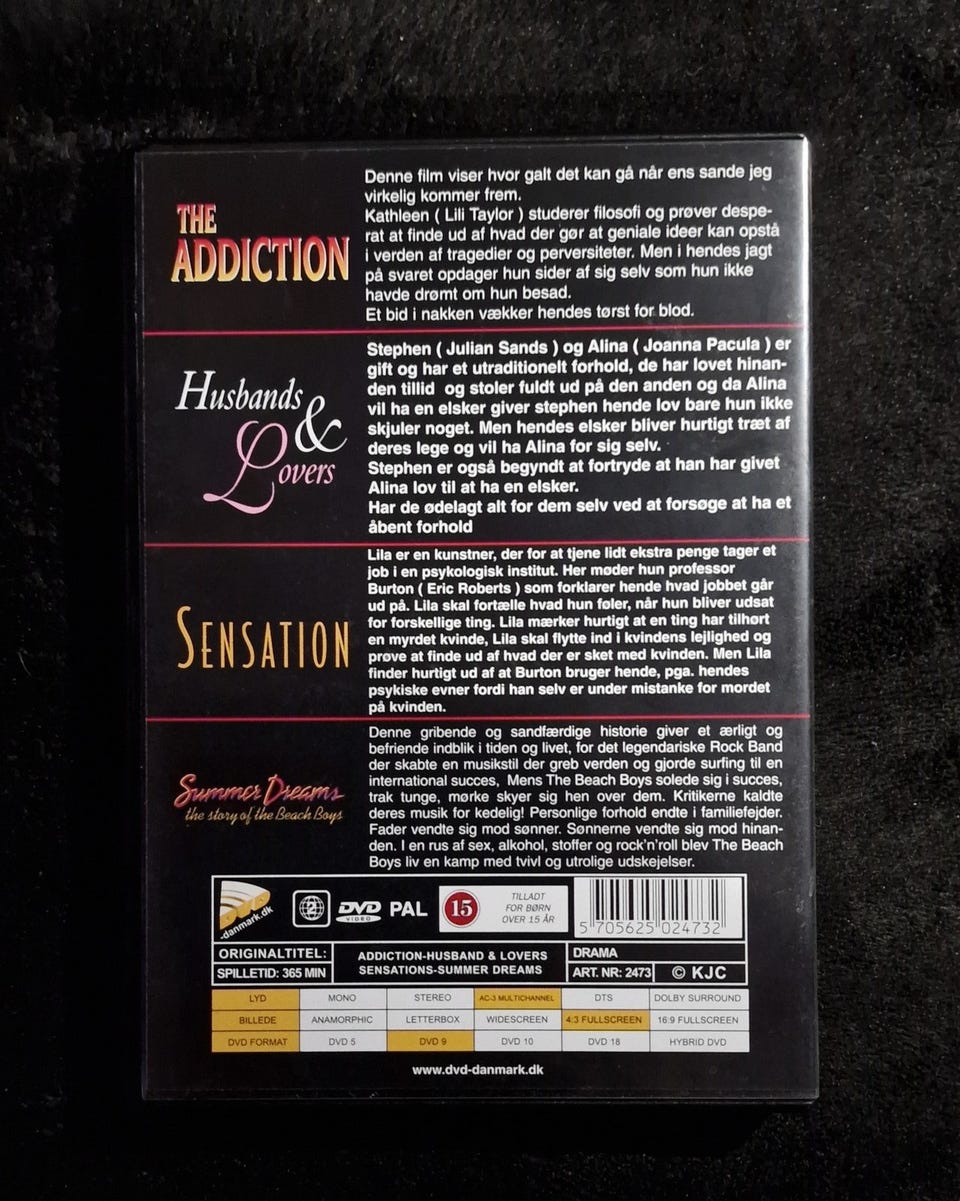 THE
ADDICTION
Denne film viser hvor galt det kan gå når ens sande jeg
virkelig kommer frem.
Kathleen ( Lili Taylor ) studerer filosofi og prøver despe-
rat at finde ud af hvad der gør at geniale ideer kan opstå
i verden af tragedier og perversiteter. Men i hendes jagt
på svaret opdager hun sider af sig selv som hun ikke
havde drømt om hun besad.
Et bid i nakken vækker hendes tørst for blod.
Husbands
&
Lovers
Stephen ( Julian Sands ) og Alina ( Joanna Pacula ) er
gift og har et utraditionelt forhold, de har lovet hinan-
den tillid og stoler fuldt ud på den anden og da Alina
vil ha en elsker giver stephen hende lov bare hun ikke
skjuler noget. Men hendes elsker bliver hurtigt træt af
deres lege og vil ha Alina for sig selv.
Stephen er også begyndt at fortryde at han har givet
Alina lov til at ha en elsker.
Har de ødelagt alt for dem selv ved at forsøge at ha et
åbent forhold
SENSATION
Lila er en kunstner, der for at tjene lidt ekstra penge tager et
job i en psykologisk institut. Her møder hun professor
Burton ( Eric Roberts ) som forklarer hende hvad jobbet går
ud på. Lila skal fortælle hvad hun føler, når hun bliver udsat
for forskellige ting. Lila mærker hurtigt at en ting har tilhørt
en myrdet kvinde, Lila skal flytte ind i kvindens lejlighed og
prøve at finde ud af hvad der er sket med kvinden. Men Lila
finder hurtigt ud af at Burton bruger hende, pga. hendes
psykiske evner fordi han selv er under mistanke for mordet
på kvinden.
Summer Dreams
the story of the Beach Boys
Denne gribende og sandfærdige historie giver et ærligt og
befriende indblik i tiden og livet, for det legendariske Rock Band
der skabte en musikstil der greb verden og gjorde surfing til en
international succes, Mens The Beach Boys solede sig i succes,
trak tunge, mørke skyer sig hen over dem. Kritikerne kaldte
deres musik for kedelig! Personlige forhold endte i familiefejder.
Fader vendte sig mod sønner. Sønnerne vendte sig mod hinan-
den. I en rus af sex, alkohol, stoffer og rock'n'roll blev The Beach
Boys liv en kamp med tvivl og utrolige udskejelser.
DVD
-danmark.dk
2
DVD
VIDEO
PAL
15
TILLADT
FOR BØRN
OVER 15 ÅR
5 705625 024732
ORIGINALTITEL:
ADDICTION-HUSBAND & LOVERS
SENSATIONS-SUMMER DREAMS
DRAMA
SPILLETID: 365 MIN
ART. NR: 2473
© KJC
LYD MONO STEREO AC-3 MULTICHANNEL DTS DOLBY SURROUND
BILLEDE ANAMORPHIC LETTERBOX WIDESCREEN 4:3 FULLSCREEN 16:9 FULLSCREEN
DVD FORMAT DVD 5 DVD 9 DVD 10 DVD 18 HYBRID DVD
www.dvd-danmark.dk